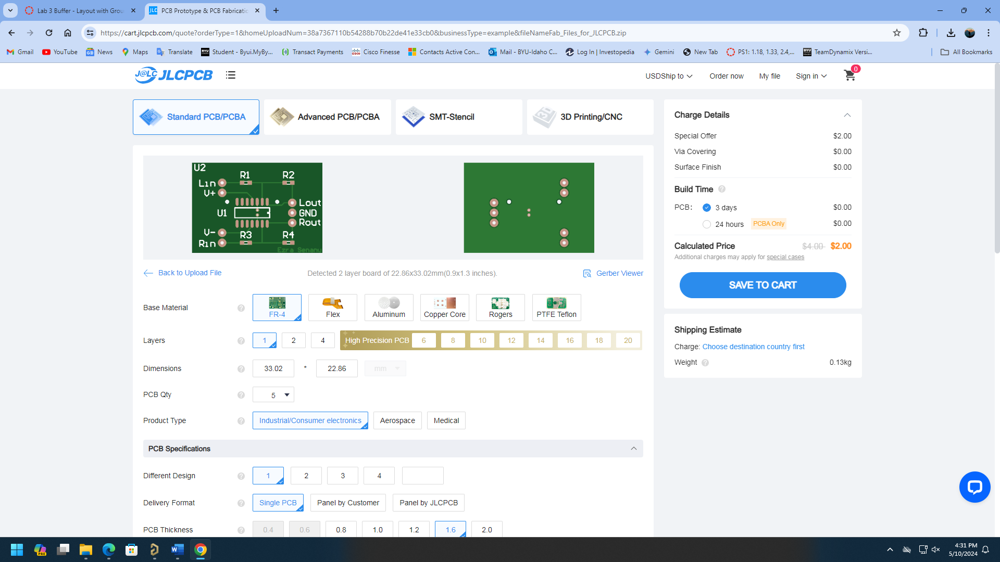 Lab 3 Buffer - Layout with Grou
JLC PCB Prototype & PCB Fabricatio
https://cart.jlcpcb.com/quote?orderType=1&homeUploadNum=38a7367110b54288b70b22de41e33cb0&businessType=example&fileNameFab_Files_for_JLCPCB.zip
Gmail YouTube News Maps Translate Student - Byui.MyBy... Transact Payments Cisco Finesse Contacts Active Con... Mail - BYU-Idaho C... Log In | Investopedia Gemini New Tab PS1: 1.18, 1.33, 2.4,... TeamDynamix Versi... All Bookmarks
J@LC JLCPCB
USDShip to Order now My file Sign in 0
Standard PCB/PCBA Advanced PCB/PCBA SMT-Stencil 3D Printing/CNC
U2
R1 R2
Lin
V+
Lout
U1 GND
Rout
V- R3 R4
Rin
Ezra Senanu
Back to Upload File Detected 2 layer board of 22.86x33.02mm(0.9x1.3 inches). Gerber Viewer
Base Material ? FR-4 Flex Aluminum Copper Core Rogers PTFE Teflon
Layers ? 1 2 4 High Precision PCB 6 8 10 12 14 16 18 20
Dimensions ? 33.02 * 22.86 mm
PCB Qty ? 5
Product Type ? Industrial/Consumer electronics Aerospace Medical
PCB Specifications
Different Design ? 1 2 3 4
Delivery Format ? Single PCB Panel by Customer Panel by JLCPCB
PCB Thickness ? 0.4 0.6 0.8 1.0 1.2 1.6 2.0
Charge Details
Special Offer $2.00
Via Covering $0.00
Surface Finish $0.00
Build Time ?
PCB: 3 days $0.00
24 hours PCBA Only $0.00
Calculated Price $4.00 $2.00
Additional charges may apply for special cases
SAVE TO CART
Shipping Estimate
Charge: Choose destination country first
Weight ? 0.13kg
PRE
4:31 PM
5/10/2024